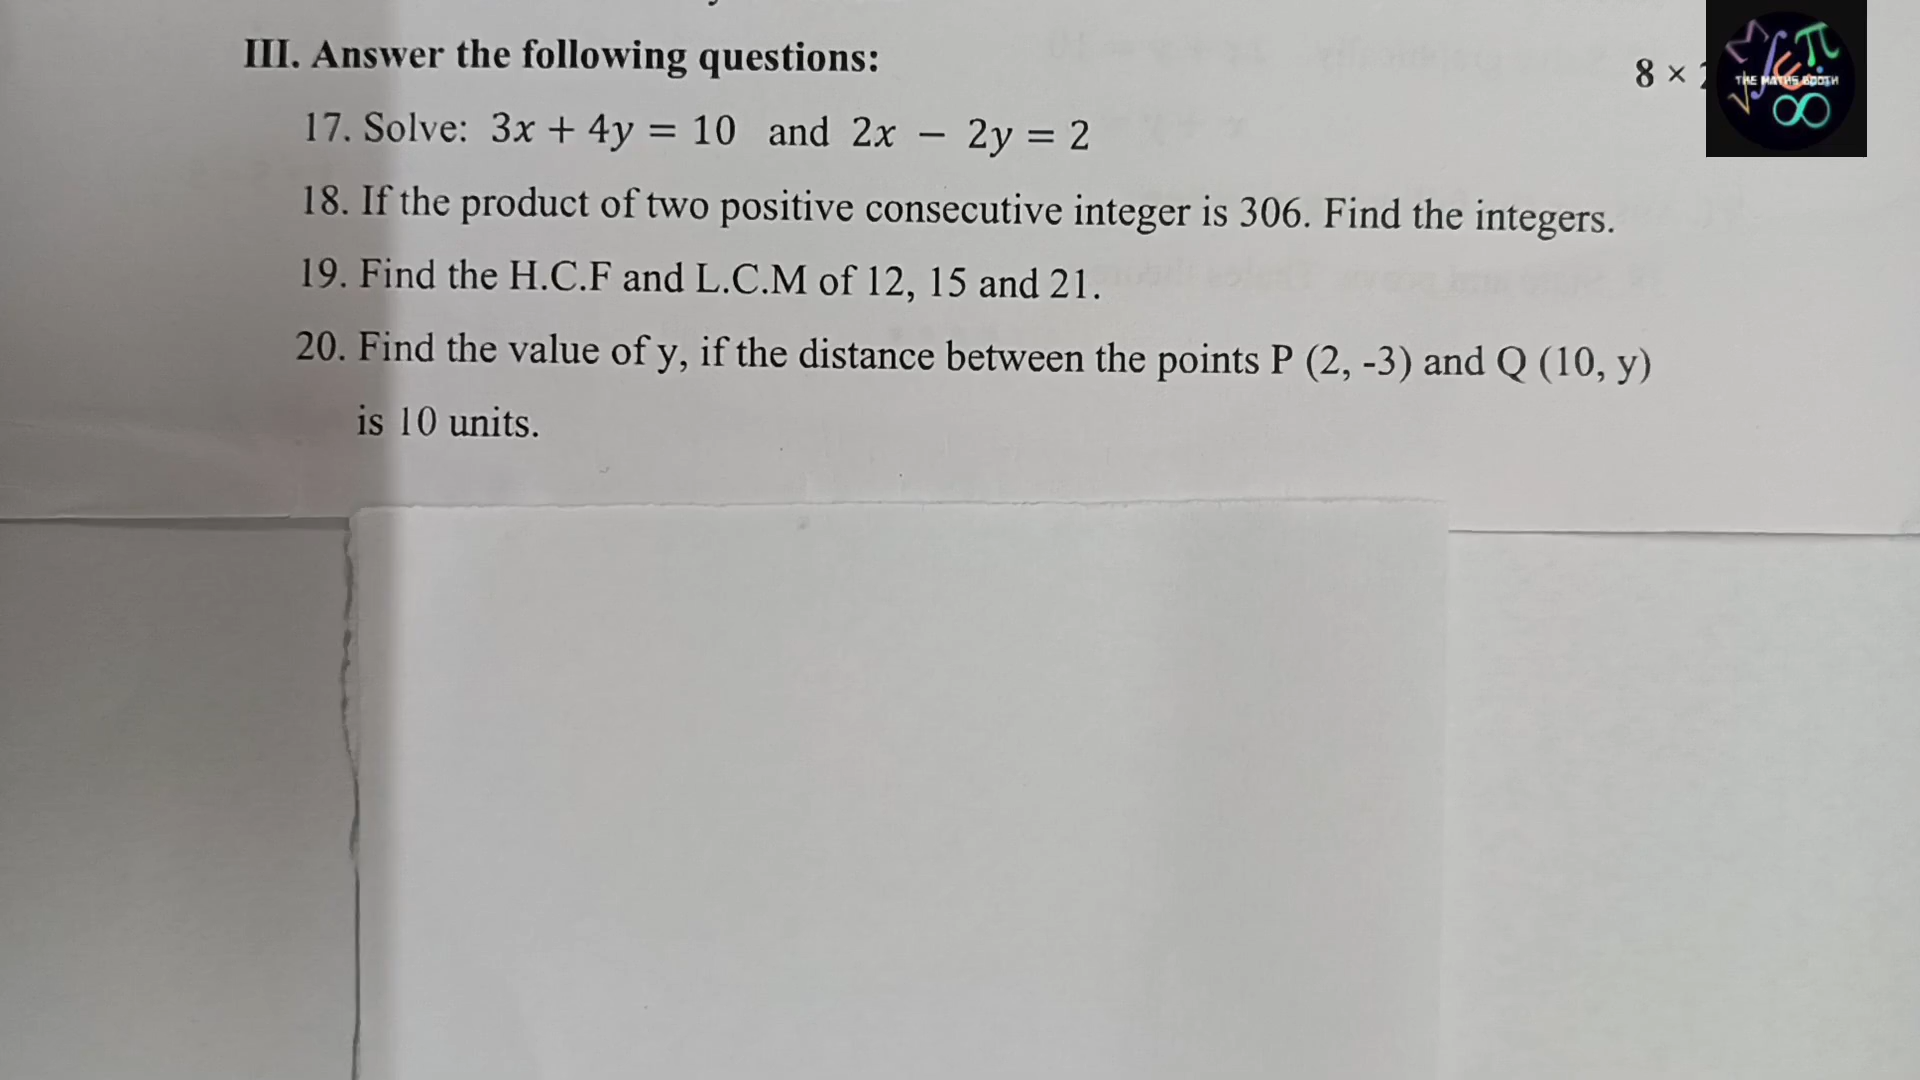 III. Answer the following questions:
8 ×
17. Solve: 3x + 4y = 10 and 2x − 2y = 2
18. If the product of two positive consecutive integer is 306. Find the integers.
19. Find the H.C.F and L.C.M of 12, 15 and 21.
20. Find the value of y, if the distance between the points P (2, -3) and Q (10, y)
is 10 units.
THE MATHS BOOTH